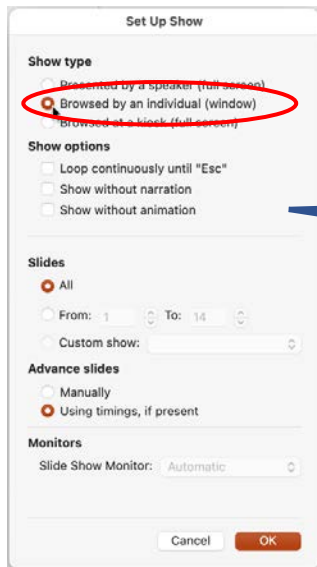 Set Up Show
Show type
Presented by a speaker (full screen)
Browsed by an individual (window)
Browsed at a kiosk (full screen)
Show options
Loop continuously until "Esc"
Show without narration
Show without animation
Slides
All
From: 1 To: 14
Custom show:
Advance slides
Manually
Using timings, if present
Monitors
Slide Show Monitor: Automatic
Cancel OK